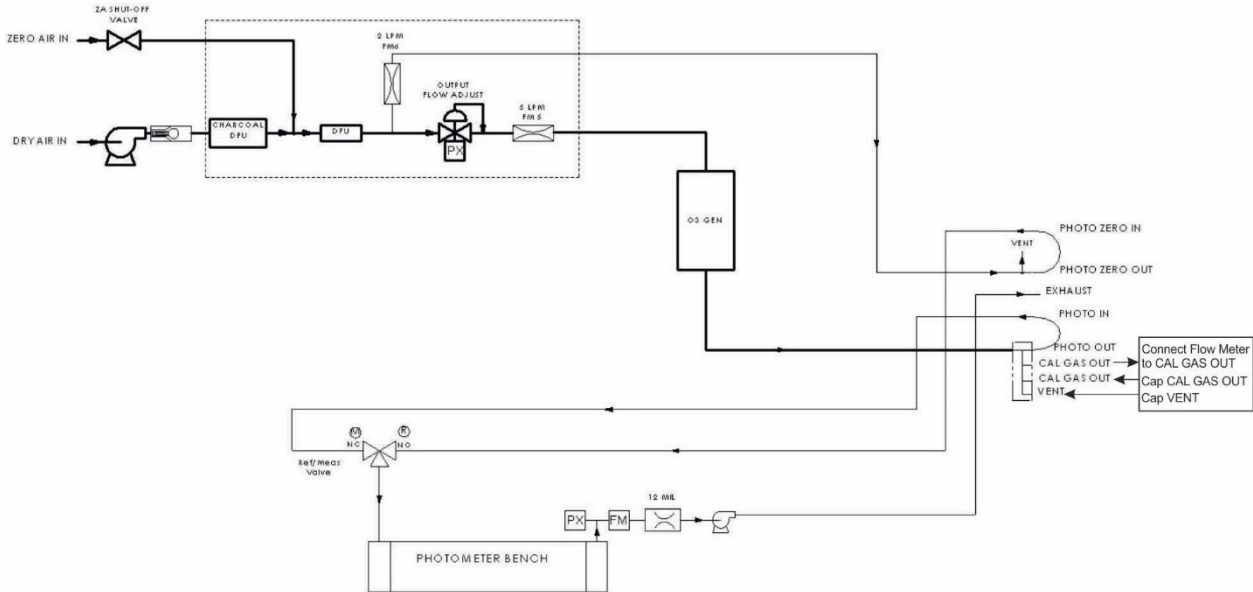 ZA SHUT-OFF
VALVE
ZERO AIR IN
2 LPM
FM6
OUTPUT
FLOW ADJUST
5 LPM
FM 5
CHARCOAL
DFU
DFU
PX
DRY AIR IN
O3 GEN
PHOTO ZERO IN
VENT
PHOTO ZERO OUT
EXHAUST
PHOTO IN
PHOTO OUT
CAL GAS OUT
CAL GAS OUT
VENT
Connect Flow Meter
to CAL GAS OUT
Cap CAL GAS OUT
Cap VENT
M
NC
R
NO
Ref/Meas
Valve
12 MIL
PX
FM
PHOTOMETER BENCH